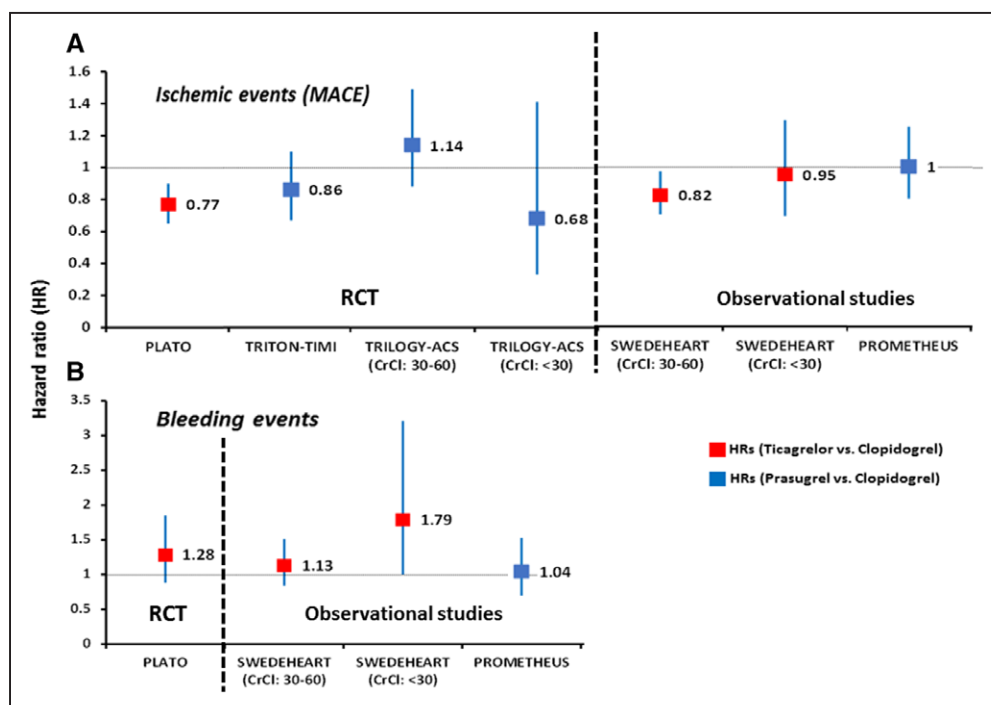 A
Ischemic events (MACE)
1.6
1.4
1.2
1
0.8
0.6
0.4
0.2
0
0.77
0.86
1.14
0.68
0.82
0.95
1
RCT
Observational studies
PLATO
TRITON-TIMI
TRILOGY-ACS
(CrCl: 30-60)
TRILOGY-ACS
(CrCl: <30)
SWEDEHEART
(CrCl: 30-60)
SWEDEHEART
(CrCl: <30)
PROMETHEUS
Hazard ratio (HR)
B
Bleeding events
3.5
3
2.5
2
1.5
1
0.5
0
1.28
1.13
1.79
1.04
RCT
Observational studies
PLATO
SWEDEHEART
(CrCl: 30-60)
SWEDEHEART
(CrCl: <30)
PROMETHEUS
HRs (Ticagrelor vs. Clopidogrel)
HRs (Prasugrel vs. Clopidogrel)